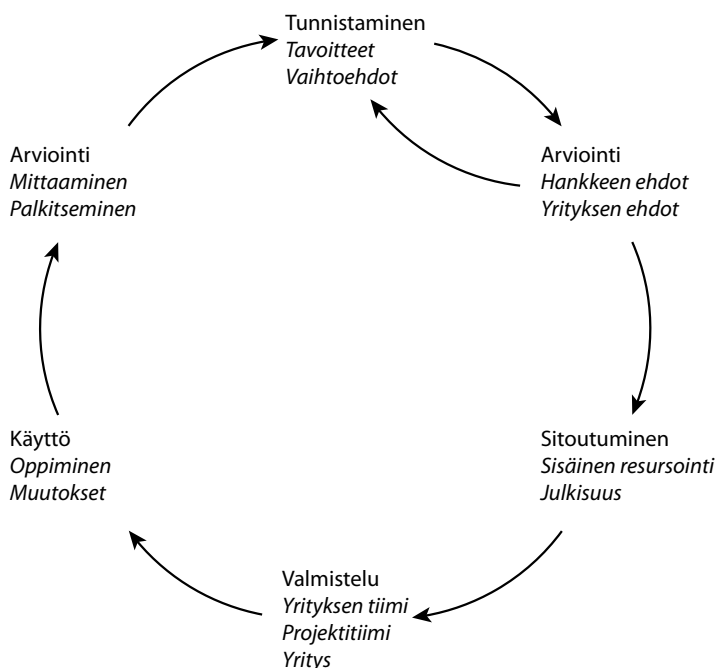 Tunnistaminen
Tavoitteet
Vaihtoehdot
Arviointi
Hankkeen ehdot
Yrityksen ehdot
Sitoutuminen
Sisäinen resursointi
Julkisuus
Valmistelu
Yrityksen tiimi
Projektitiimi
Yritys
Käyttö
Oppiminen
Muutokset
Arviointi
Mittaaminen
Palkitseminen